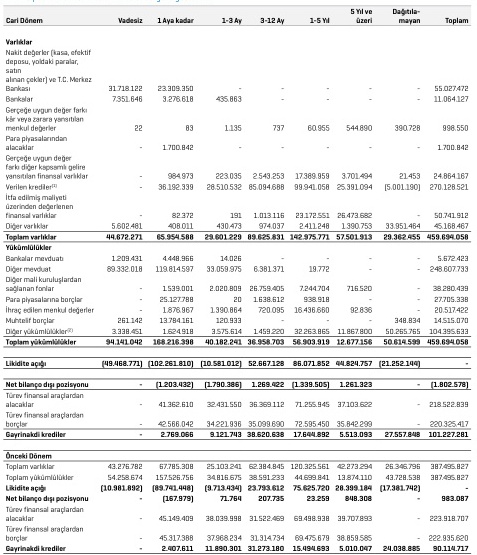 Cari Dönem Vadesiz 1 Aya kadar 1-3 Ay 3-12 Ay 1-5 Yıl 5 Yıl ve üzeri Dağıtıla-mayan Toplam
Varlıklar
Nakit değerler (kasa, efektif
deposu, yoldaki paralar,
satın
alınan çekler) ve T.C. Merkez
Bankası 31.718.122 23.309.350 - - - - - 55.027.472
Bankalar 7.351.646 3.276.618 435.863 - - - - 11.064.127
Gerçeğe uygun değer farkı
kâr veya zarara yansıtılan
menkul değerler 22 83 1.135 737 60.955 544.890 390.728 998.550
Para piyasalarından
alacaklar - 1.700.842 - - - - - 1.700.842
Gerçeğe uygun değer
farkı diğer kapsamlı gelire
yansıtılan finansal varlıklar - 984.973 223.035 2.543.253 17.389.959 3.701.494 21.453 24.864.167
Verilen krediler(1) - 36.192.339 28.510.532 85.094.688 99.941.058 25.391.094 (5.001.190) 270.128.521
İtfa edilmiş maliyeti
üzerinden değerlenen
finansal varlıklar - 82.372 191 1.013.116 23.172.551 26.473.682 - 50.741.912
Diğer varlıklar 5.602.481 408.011 430.473 974.037 2.411.248 1.390.753 33.951.464 45.168.467
Toplam varlıklar 44.672.271 65.954.588 29.601.229 89.625.831 142.975.771 57.501.913 29.362.455 459.694.058
Yükümlülükler
Bankalar mevduatı 1.209.431 4.448.966 14.026 - - - - 5.672.423
Diğer mevduat 89.332.018 119.814.597 33.059.975 6.381.371 19.772 - - 248.607.733
Diğer mali kuruluşlardan
sağlanan fonlar - 1.539.001 2.020.809 26.759.405 7.244.704 716.520 - 38.280.439
Para piyasalarına borçlar - 25.127.788 20 1.638.612 938.918 - - 27.705.338
İhraç edilen menkul değerler - 1.876.967 1.390.864 720.095 16.436.660 92.836 - 20.517.422
Muhtelif borçlar 261.142 13.784.161 120.933 - - - 348.834 14.515.070
Diğer yükümlülükler(2) 3.338.451 1.624.918 3.575.614 1.459.220 32.263.865 11.867.800 50.265.765 104.395.633
Toplam yükümlülükler 94.141.042 168.216.398 40.182.241 36.958.703 56.903.919 12.677.156 50.614.599 459.694.058
Likidite açığı (49.468.771) (102.261.810) (10.581.012) 52.667.128 86.071.852 44.824.757 (21.252.144) -
Net bilanço dışı pozisyonu - (1.203.432) (1.790.386) 1.269.422 (1.339.505) 1.261.323 - (1.802.578)
Türev finansal araçlardan
alacaklar - 41.362.610 32.431.550 36.369.112 71.255.945 37.103.622 - 218.522.839
Türev finansal araçlardan
borçlar - 42.566.042 34.221.936 35.099.690 72.595.450 35.842.299 - 220.325.417
Gayrinakdi krediler - 2.769.066 9.121.743 38.620.638 17.644.892 5.513.093 27.557.848 101.227.281
Önceki Dönem
Toplam varlıklar 43.276.782 67.785.308 25.103.241 62.384.845 120.325.561 42.273.294 26.346.796 387.495.827
Toplam yükümlülükler 54.258.674 157.526.756 34.816.675 38.591.233 44.699.841 13.874.110 43.728.538 387.495.827
Likidite açığı (10.981.892) (89.741.448) (9.713.434) 23.793.612 75.625.720 28.399.184 (17.381.742) -
Net bilanço dışı pozisyonu - (167.979) 71.764 207.735 23.259 848.308 - 983.087
Türev finansal araçlardan
alacaklar - 45.149.409 38.039.998 31.522.469 69.498.938 39.707.893 - 223.918.707
Türev finansal araçlardan
borçlar - 45.317.388 37.968.234 31.314.734 69.475.679 38.859.585 - 222.935.620
Gayrinakdi krediler - 2.407.611 11.890.301 31.273.180 15.494.693 5.010.047 24.038.885 90.114.717